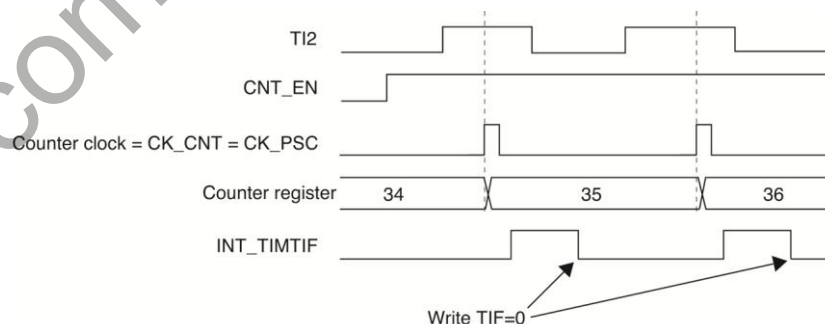 TI2
CNT_EN
Counter clock = CK_CNT = CK_PSC
Counter register 34 35 36
INT_TIMTIF
Write TIF=0